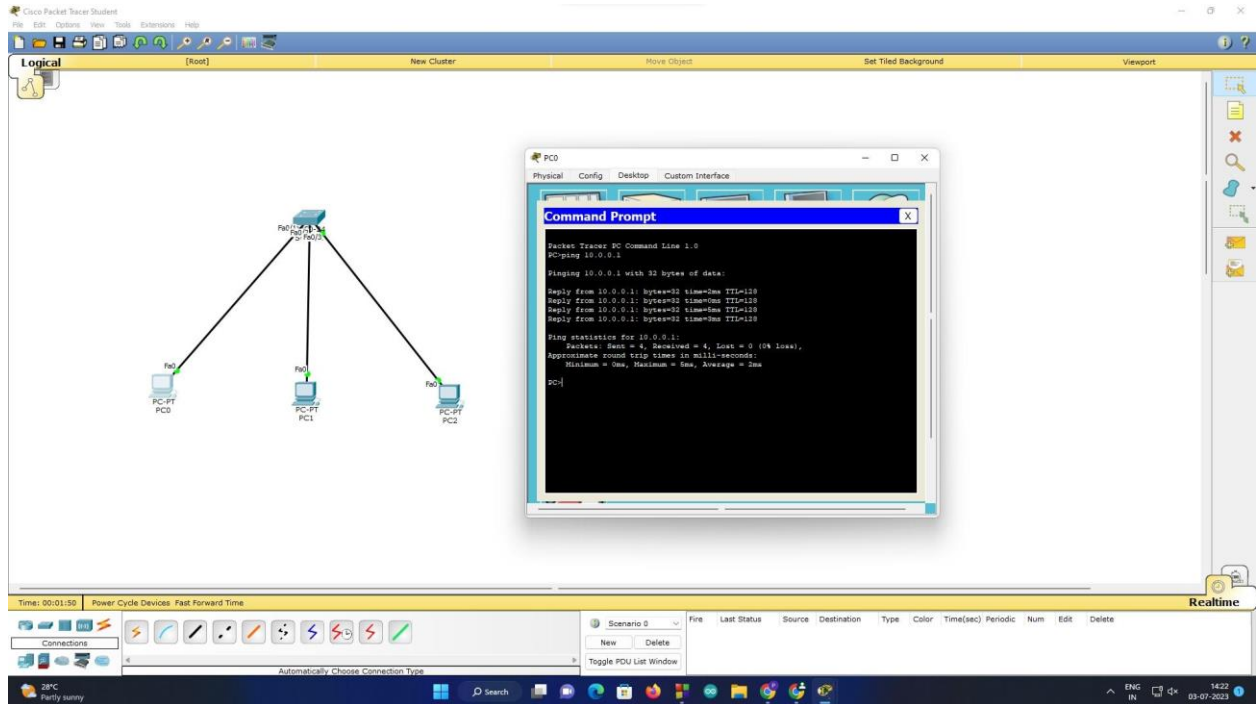 Cisco Packet Tracer Student
File Edit Options View Tools Extensions Help
Logical [Root] New Cluster Move Object Set Tiled Background Viewport
PC0
Physical Config Desktop Custom Interface
Command Prompt X
Packet Tracer PC Command Line 1.0
PC>ping 10.0.0.1
Pinging 10.0.0.1 with 32 bytes of data:
Reply from 10.0.0.1: bytes=32 time=2ms TTL=128
Reply from 10.0.0.1: bytes=32 time=0ms TTL=128
Reply from 10.0.0.1: bytes=32 time=5ms TTL=128
Reply from 10.0.0.1: bytes=32 time=3ms TTL=128
Ping statistics for 10.0.0.1:
Packets: Sent = 4, Received = 4, Lost = 0 (0% loss),
Approximate round trip times in milli-seconds:
Minimum = 0ms, Maximum = 5ms, Average = 2ms
PC>
Fa0/3
Fa0
PC-PT
PC0
Fa0
PC-PT
PC1
Fa0
PC-PT
PC2
Time: 00:01:50 Power Cycle Devices Fast Forward Time Realtime
Connections
Automatically Choose Connection Type
Scenario 0
New Delete
Toggle PDU List Window
Fire Last Status Source Destination Type Color Time(sec) Periodic Num Edit Delete
28°C
Partly sunny
Search
ENG
IN
14:22
03-07-2023